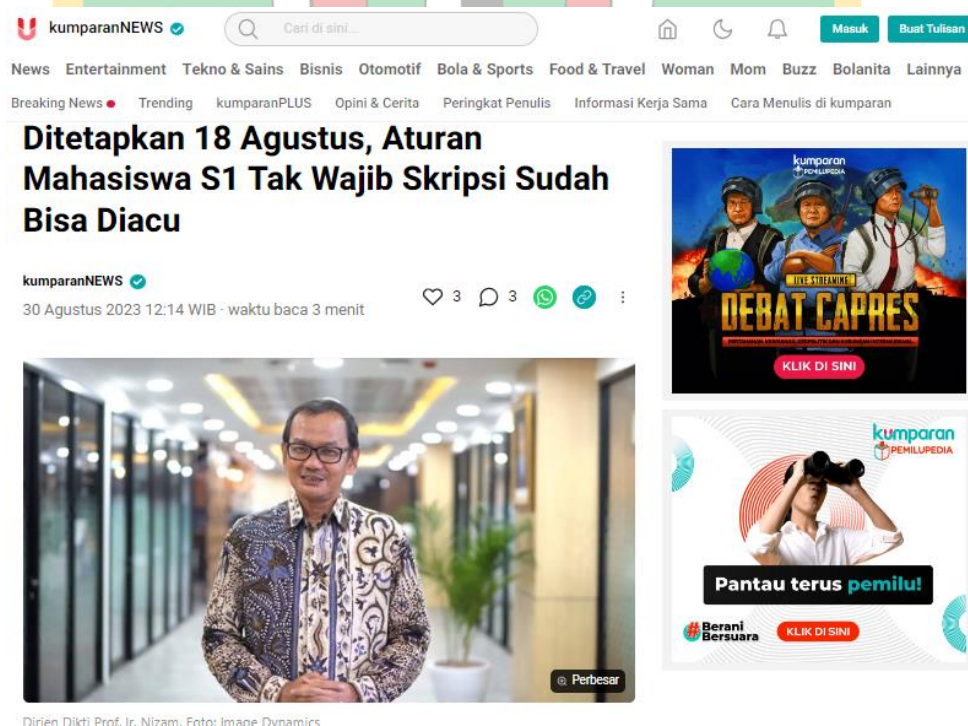 kumparanNEWS
Cari di sini...
Masuk
Buat Tulisan
News Entertainment Tekno & Sains Bisnis Otomotif Bola & Sports Food & Travel Woman Mom Buzz Bolanita Lainnya
Breaking News Trending kumparanPLUS Opini & Cerita Peringkat Penulis Informasi Kerja Sama Cara Menulis di kumparan
Ditetapkan 18 Agustus, Aturan
Mahasiswa S1 Tak Wajib Skripsi Sudah
Bisa Diacu
kumparanNEWS
30 Agustus 2023 12:14 WIB · waktu baca 3 menit
3 3
Perbesar
Dirjen Dikti Prof. Ir. Nizam. Foto: Image Dynamics
kumparan
PEMILUPEDIA
LIVE STREAMING
DEBAT CAPRES
KLIK DI SINI
kumparan
PEMILUPEDIA
Pantau terus pemilu!
#Berani
Bersuara
KLIK DI SINI